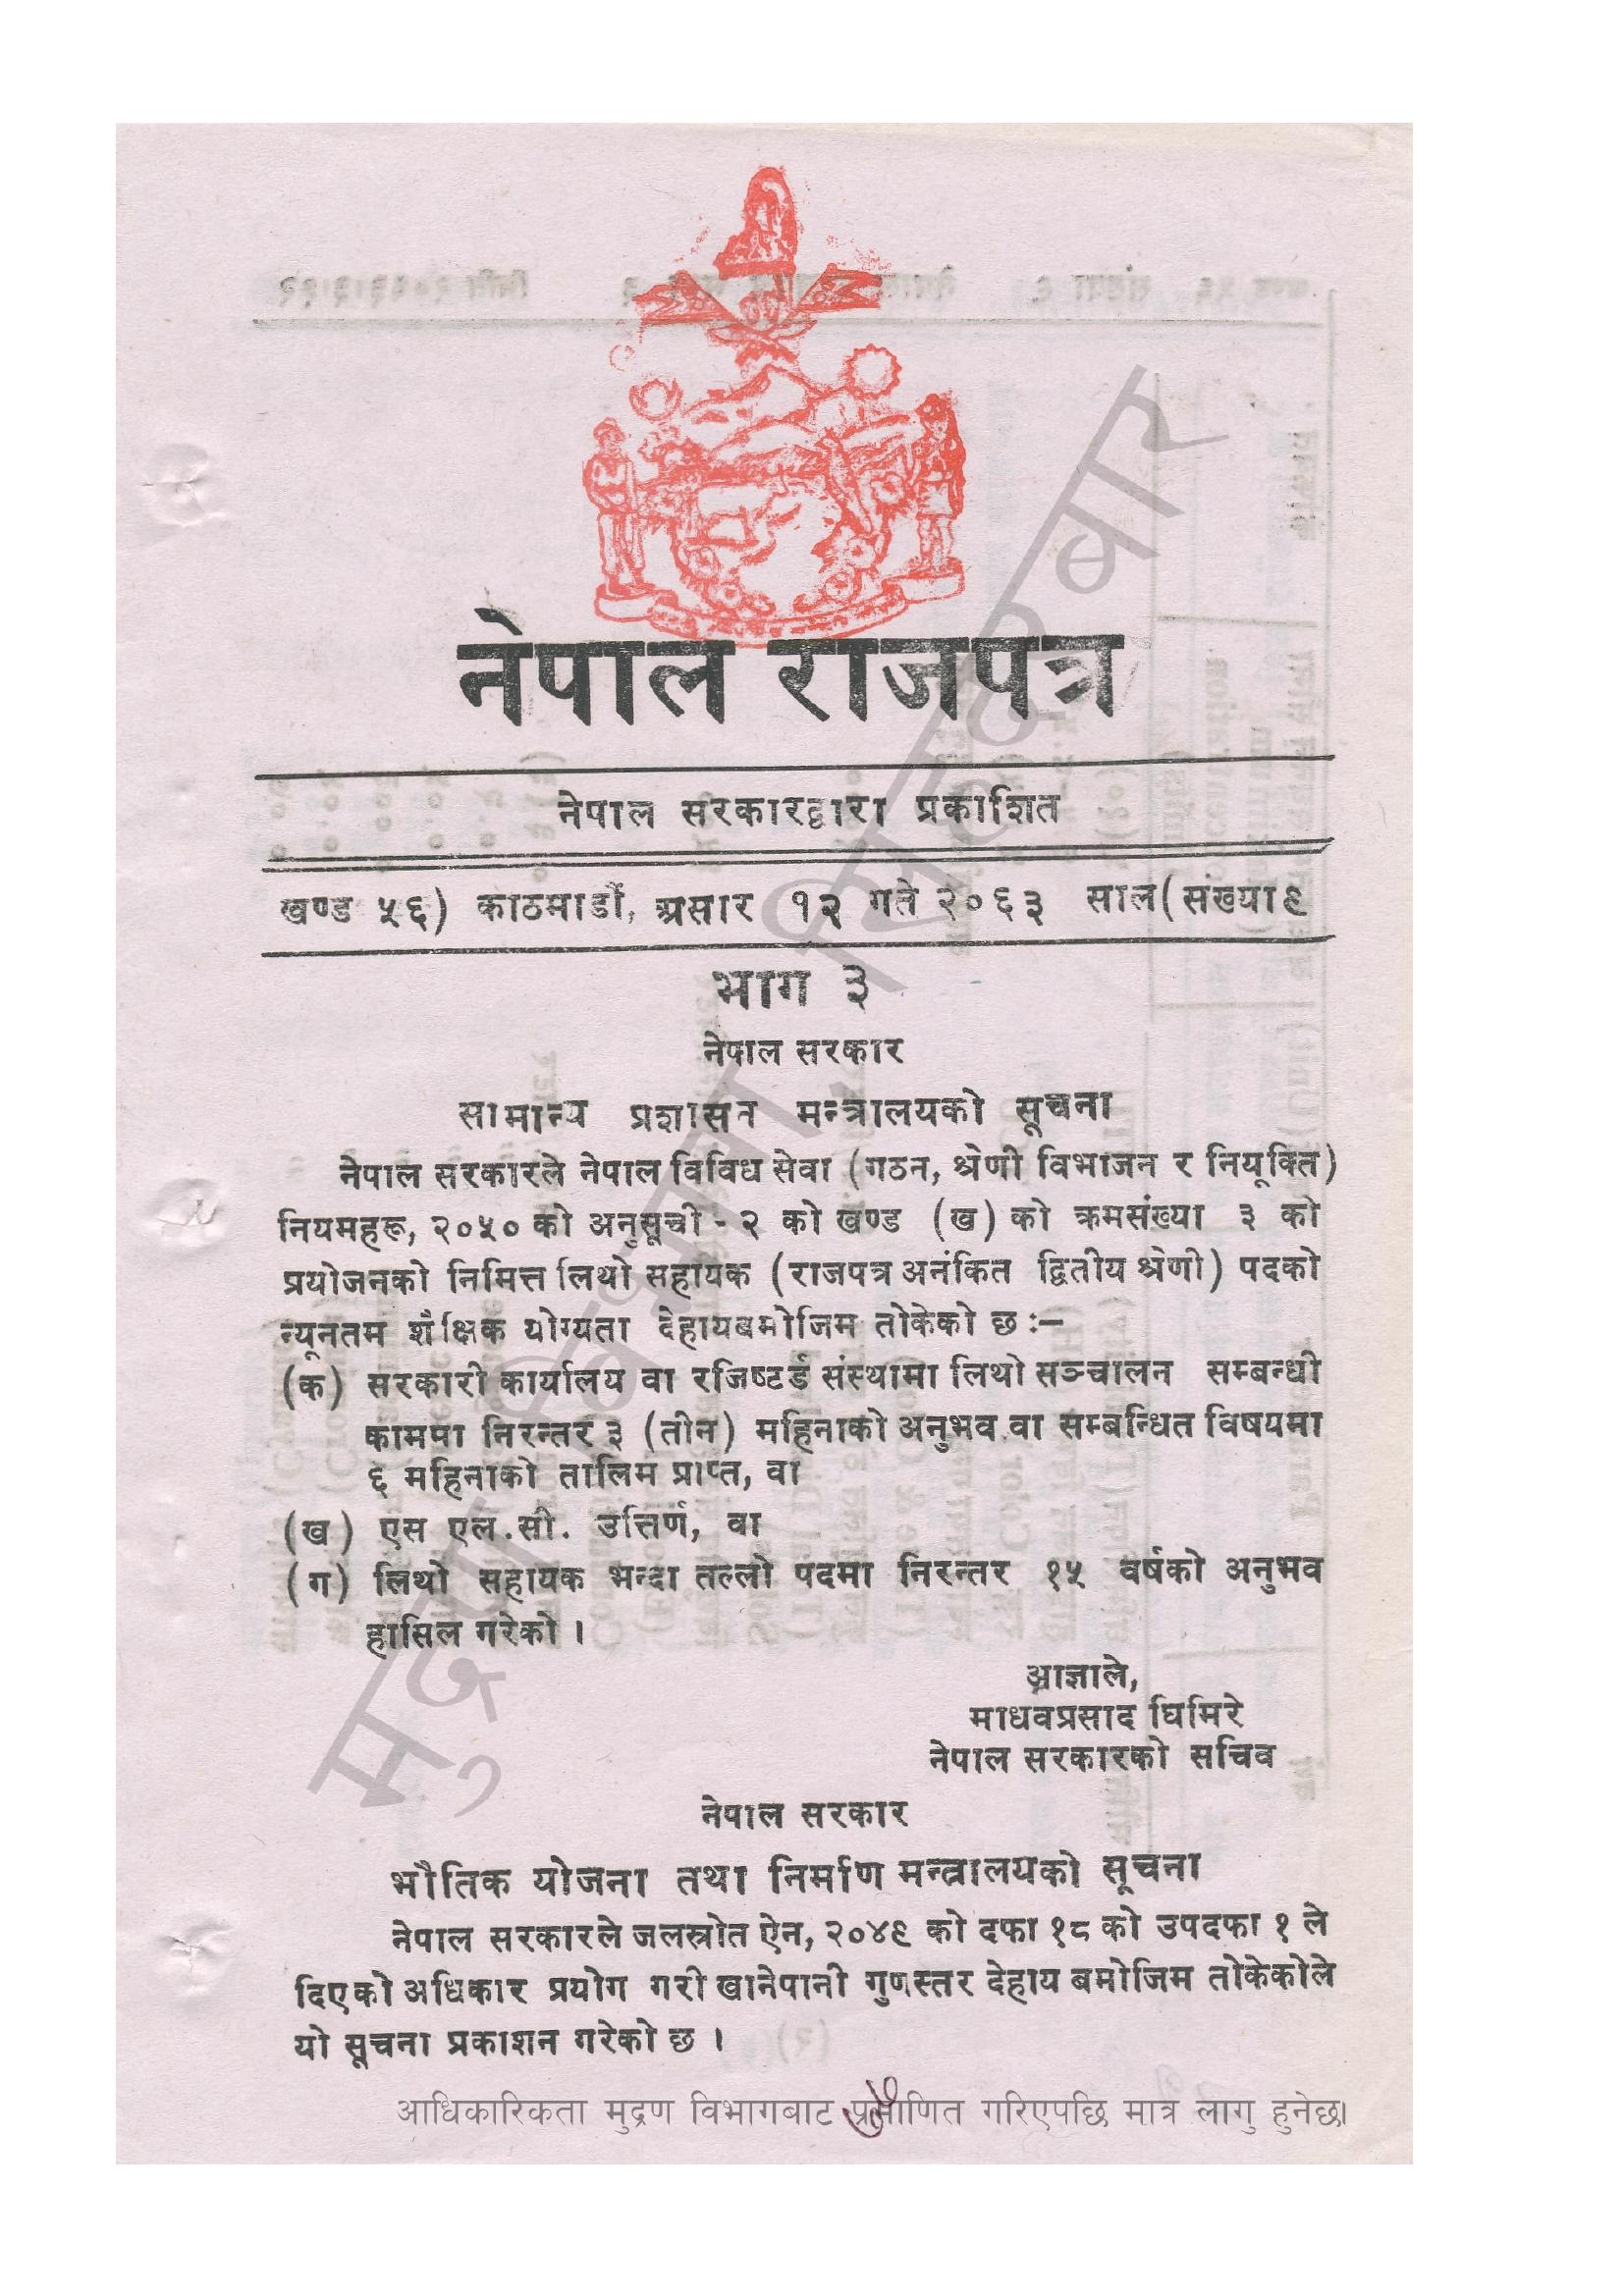 नेपाल राजपत्र
नेपाल सरकारद्वारा प्रकाशित
खण्ड ५६) काठमाडौं, असार १२ गते २०६३ साल(संख्या९
भाग ३
नेपाल सरकार
सामान्य प्रशासन मन्त्रालयको सूचना
नेपाल सरकारले नेपाल विविध सेवा (गठन, श्रेणी विभाजन र नियूक्ति)
नियमहरू, २०५० को अनुसूची - २ को खण्ड (ख) को क्रमसंख्या ३ को
प्रयोजनको निमित्त लिथो सहायक (राजपत्र अनंकित द्वितीय श्रेणी) पदको
न्यूनतम शैक्षिक योग्यता देहायबमोजिम तोकेको छ :–
(क) सरकारी कार्यालय वा रजिष्टर्ड संस्थामा लिथो सञ्चालन सम्बन्धी
काममा निरन्तर ३ (तीन) महिनाको अनुभव वा सम्बन्धित विषयमा
६ महिनाको तालिम प्राप्त, वा
(ख) एस एल.सी. उत्तिर्ण, वा
(ग) लिथो सहायक भन्दा तल्लो पदमा निरन्तर १५ वर्षको अनुभव
हासिल गरेको ।
आज्ञाले,
माधवप्रसाद घिमिरे
नेपाल सरकारको सचिव
नेपाल सरकार
भौतिक योजना तथा निर्माण मन्त्रालयको सूचना
नेपाल सरकारले जलस्रोत ऐन, २०४९ को दफा १८ को उपदफा १ ले
दिएको अधिकार प्रयोग गरी खानेपानी गुणस्तर देहाय बमोजिम तोकेकोले
यो सूचना प्रकाशन गरेको छ ।
आधिकारिकता मुद्रण विभागबाट प्रमाणित गरिएपछि मात्र लागु हुनेछ।
मुद्रण विभाग, सिंहदरबार